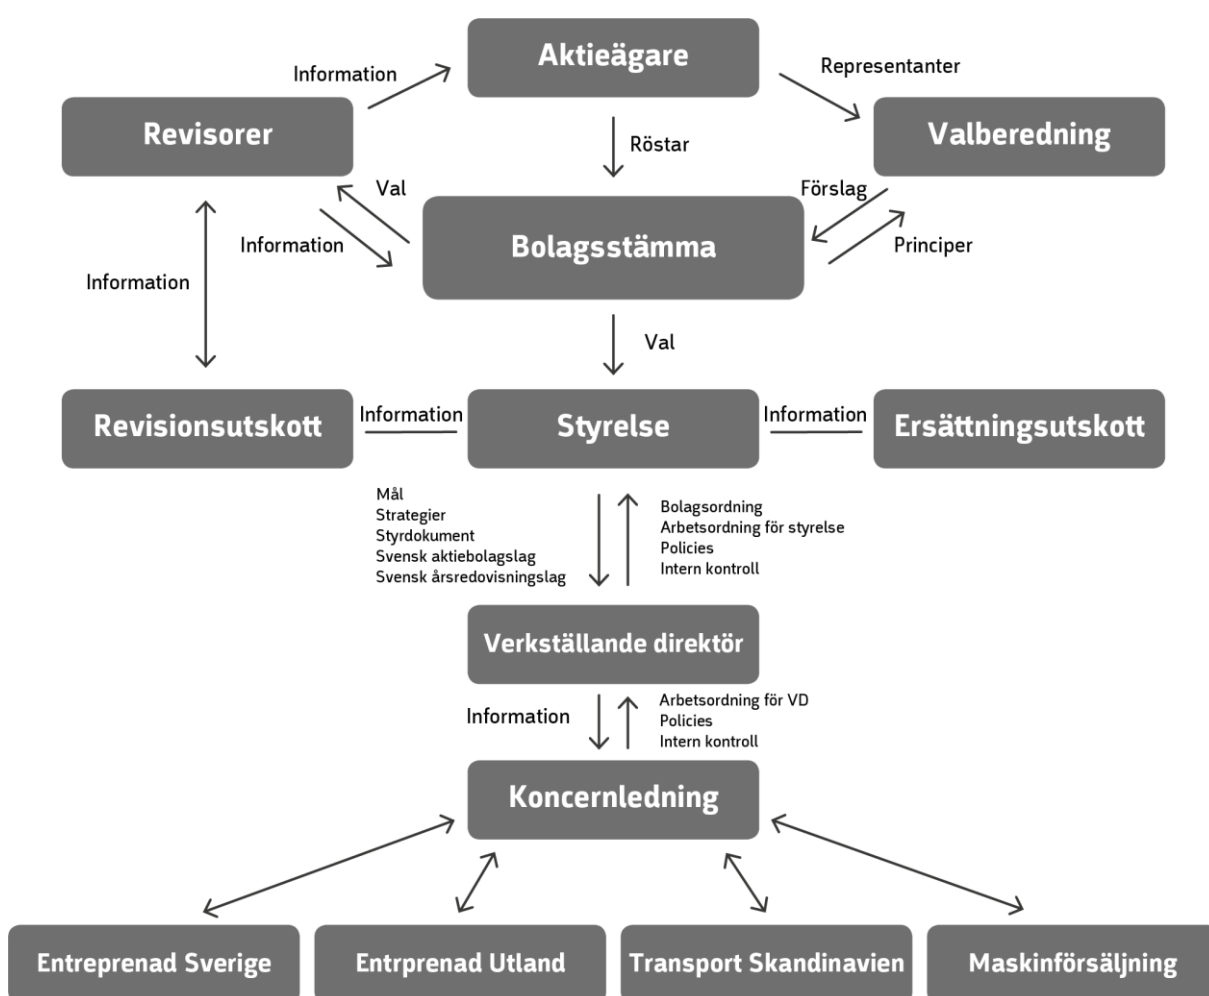 Aktieägare
Information
Representanter
Revisorer
Valberedning
Röstar
Val
Förslag
Information
Bolagsstämma
Principer
Information
Val
Revisionsutskott
Information
Styrelse
Information
Ersättningsutskott
Mål
Strategier
Styrdokument
Svensk aktiebolagslag
Svensk årsredovisningslag
Bolagsordning
Arbetsordning för styrelse
Policies
Intern kontroll
Verkställande direktör
Information
Arbetsordning för VD
Policies
Intern kontroll
Koncernledning
Entreprenad Sverige
Entrprenad Utland
Transport Skandinavien
Maskinförsäljning